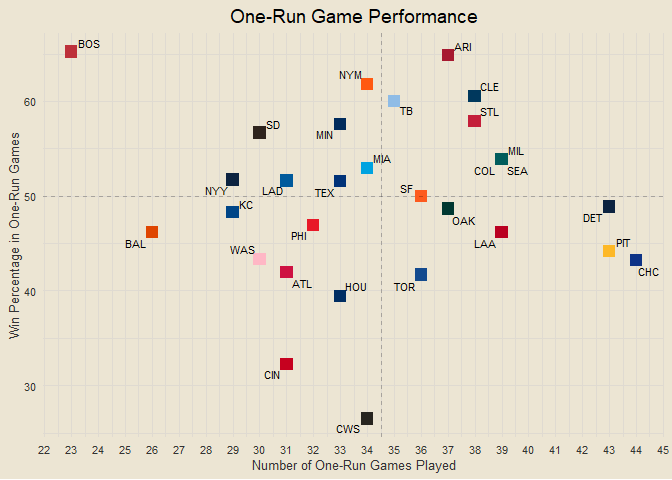 One-Run Game Performance
BOS
ARI
NYM
CLE
TB
STL
SD
MIN
MIL
MIA
COL SEA
NYY
LAD
TEX
SF
KC
OAK
DET
BAL
PHI
LAA
WAS
PIT
ATL
HOU
TOR
CHC
CIN
CWS
60
50
40
30
Win Percentage in One-Run Games
22 23 24 25 26 27 28 29 30 31 32 33 34 35 36 37 38 39 40 41 42 43 44 45
Number of One-Run Games Played